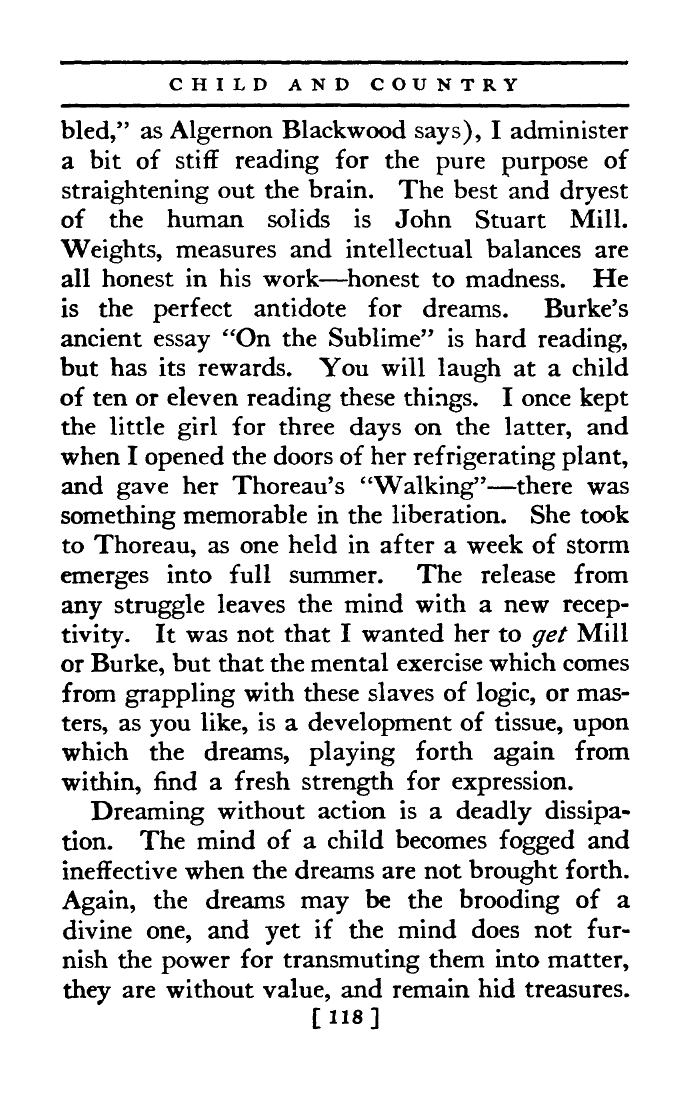 CHILD AND COUNTRY
bled,” as Algernon Blackwood says), I administer
a bit of stiff reading for the pure purpose of
straightening out the brain. The best and dryest
of the human solids is John Stuart Mill.
Weights, measures and intellectual balances are
all honest in his work—honest to madness. He
is the perfect antidote for dreams. Burke’s
ancient essay “On the Sublime” is hard reading,
but has its rewards. You will laugh at a child
of ten or eleven reading these things. I once kept
the little girl for three days on the latter, and
when I opened the doors of her refrigerating plant,
and gave her Thoreau’s “Walking”—there was
something memorable in the liberation. She took
to Thoreau, as one held in after a week of storm
emerges into full summer. The release from
any struggle leaves the mind with a new recep-
tivity. It was not that I wanted her to get Mill
or Burke, but that the mental exercise which comes
from grappling with these slaves of logic, or mas-
ters, as you like, is a development of tissue, upon
which the dreams, playing forth again from
within, find a fresh strength for expression.
Dreaming without action is a deadly dissipa-
tion. The mind of a child becomes fogged and
ineffective when the dreams are not brought forth.
Again, the dreams may be the brooding of a
divine one, and yet if the mind does not fur-
nish the power for transmuting them into matter,
they are without value, and remain hid treasures.
[ 118 ]